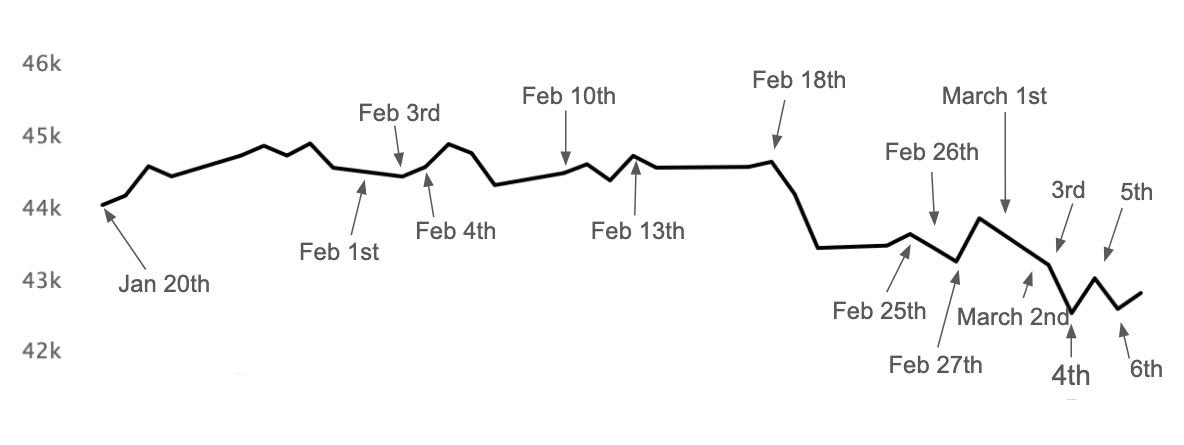 46k
45k
44k
43k
42k
Jan 20th
Feb 1st
Feb 3rd
Feb 4th
Feb 10th
Feb 13th
Feb 18th
Feb 25th
Feb 26th
Feb 27th
March 1st
March 2nd
3rd
4th
5th
6th